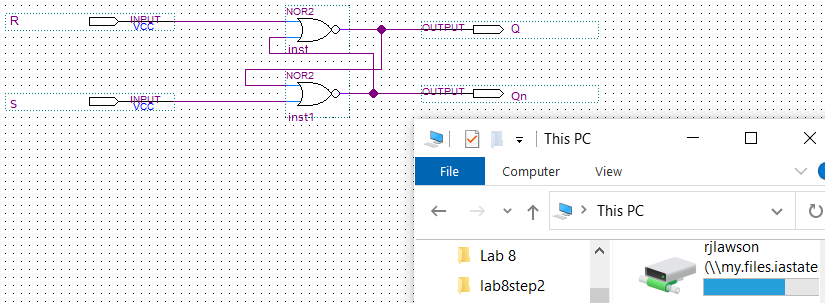 NOR2
R
INPUT
VCC
OUTPUT
Q
inst
NOR2
S
INPUT
VCC
OUTPUT
Qn
inst1
This PC
File
Computer
View
This PC
Lab 8
lab8step2
rjlawson
(\\my.files.iastate.